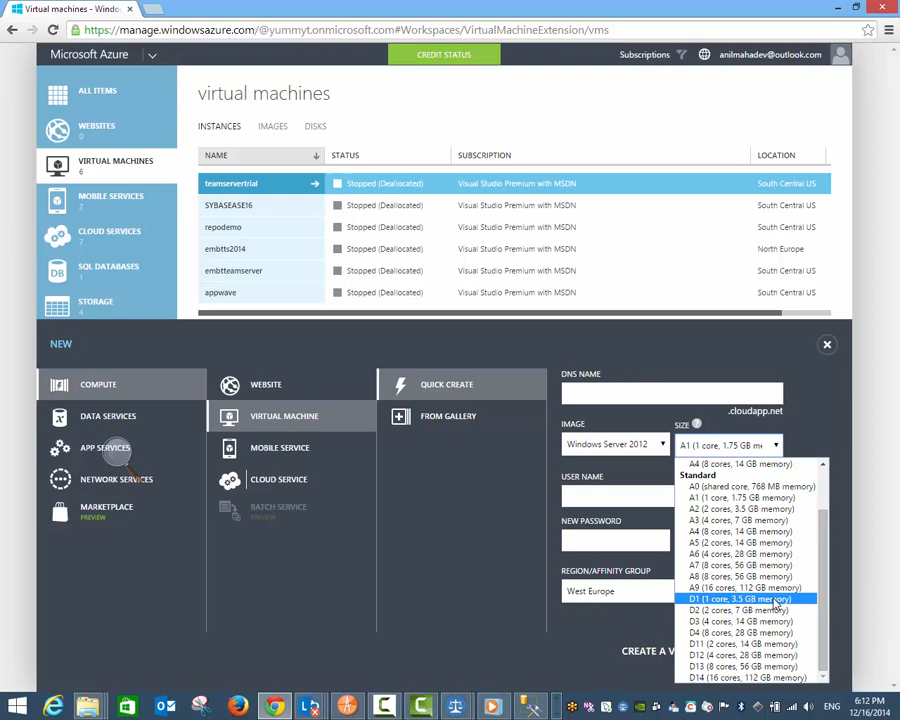 Virtual machines - Windo
https://manage.windowsazure.com/@yummyt.onmicrosoft.com#Workspaces/VirtualMachineExtension/vms
Microsoft Azure
CREDIT STATUS
Subscriptions
anilmahadev@outlook.com
ALL ITEMS
WEBSITES
0
VIRTUAL MACHINES
6
MOBILE SERVICES
2
CLOUD SERVICES
7
SQL DATABASES
DB
4
STORAGE
4
virtual machines
INSTANCES IMAGES DISKS
NAME STATUS SUBSCRIPTION LOCATION
teamservertrial Stopped (Deallocated) Visual Studio Premium with MSDN South Central US
SYBASEASE16 Stopped (Deallocated) Visual Studio Premium with MSDN South Central US
repodemo Stopped (Deallocated) Visual Studio Premium with MSDN South Central US
embtts2014 Stopped (Deallocated) Visual Studio Premium with MSDN North Europe
embtteamserver Stopped (Deallocated) Visual Studio Premium with MSDN South Central US
appwave Stopped (Deallocated) Visual Studio Premium with MSDN South Central US
NEW
COMPUTE
DATA SERVICES
APP SERVICES
NETWORK SERVICES
MARKETPLACE
PREVIEW
WEBSITE
VIRTUAL MACHINE
MOBILE SERVICE
CLOUD SERVICE
BATCH SERVICE
PREVIEW
QUICK CREATE
FROM GALLERY
DNS NAME
.cloudapp.net
IMAGE
Windows Server 2012
SIZE ?
A1 (1 core, 1.75 GB me
USER NAME
NEW PASSWORD
REGION/AFFINITY GROUP
West Europe
CREATE A V
A4 (8 cores, 14 GB memory)
Standard
A0 (shared core, 768 MB memory)
A1 (1 core, 1.75 GB memory)
A2 (2 cores, 3.5 GB memory)
A3 (4 cores, 7 GB memory)
A4 (8 cores, 14 GB memory)
A5 (2 cores, 14 GB memory)
A6 (4 cores, 28 GB memory)
A7 (8 cores, 56 GB memory)
A8 (8 cores, 56 GB memory)
A9 (16 cores, 112 GB memory)
D1 (1 core, 3.5 GB memory)
D2 (2 cores, 7 GB memory)
D3 (4 cores, 14 GB memory)
D4 (8 cores, 28 GB memory)
D11 (2 cores, 14 GB memory)
D12 (4 cores, 28 GB memory)
D13 (8 cores, 56 GB memory)
D14 (16 cores, 112 GB memory)
ENG
6:12 PM
12/16/2014